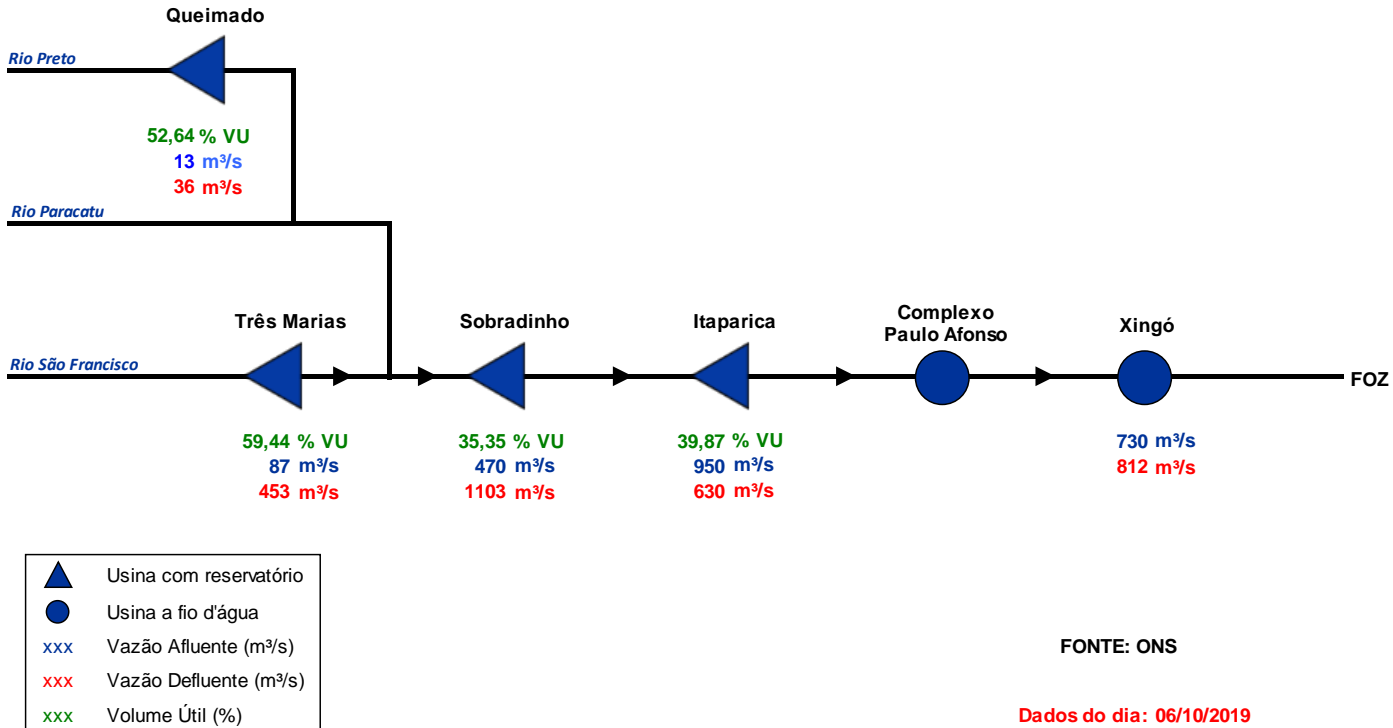 Queimado
Rio Preto
52,64 % VU
13 m³/s
36 m³/s
Rio Paracatu
Três Marias
Sobradinho
Itaparica
Complexo
Paulo Afonso
Xingó
Rio São Francisco
FOZ
59,44 % VU
87 m³/s
453 m³/s
35,35 % VU
470 m³/s
1103 m³/s
39,87 % VU
950 m³/s
630 m³/s
730 m³/s
812 m³/s
Usina com reservatório
Usina a fio d'água
xxx Vazão Afluente (m³/s)
xxx Vazão Defluente (m³/s)
xxx Volume Útil (%)
FONTE: ONS
Dados do dia: 06/10/2019